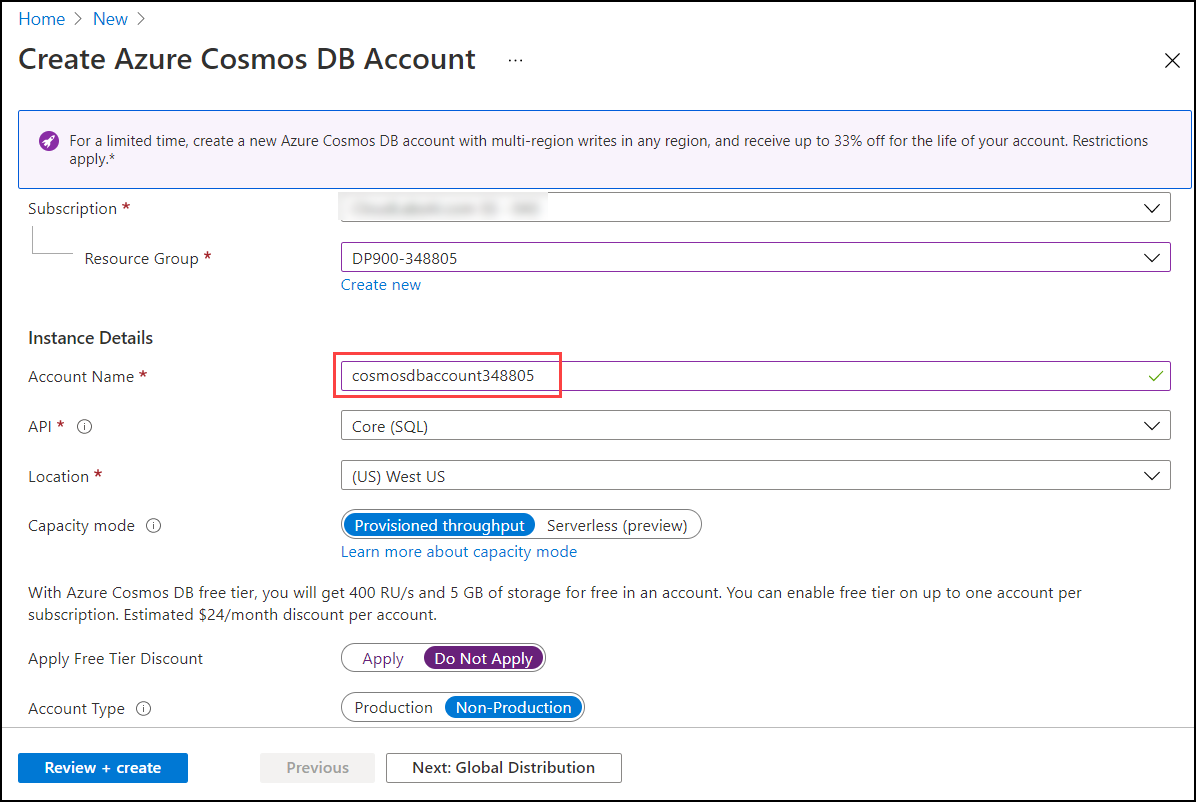 Home > New >
Create Azure Cosmos DB Account ...
For a limited time, create a new Azure Cosmos DB account with multi-region writes in any region, and receive up to 33% off for the life of your account. Restrictions
apply.*
Subscription *
Resource Group * DP900-348805
Create new
Instance Details
Account Name * cosmosdbaccount348805
API * Core (SQL)
Location * (US) West US
Capacity mode Provisioned throughput Serverless (preview)
Learn more about capacity mode
With Azure Cosmos DB free tier, you will get 400 RU/s and 5 GB of storage for free in an account. You can enable free tier on up to one account per
subscription. Estimated $24/month discount per account.
Apply Free Tier Discount Apply Do Not Apply
Account Type Production Non-Production
Review + create Previous Next: Global Distribution